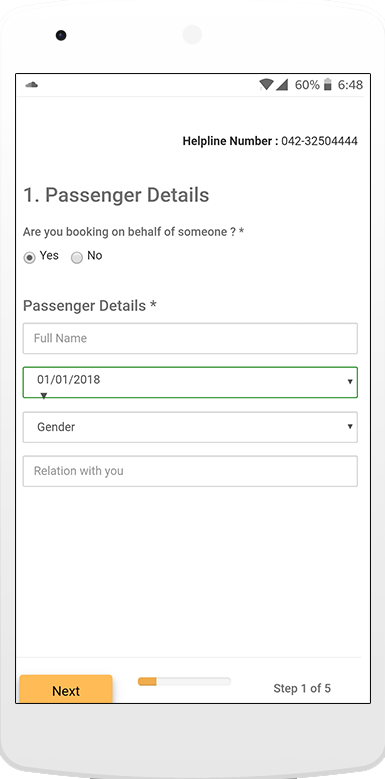 60% 6:48
Helpline Number : 042-32504444
1. Passenger Details
Are you booking on behalf of someone ? *
Yes No
Passenger Details *
Full Name
01/01/2018
Gender
Relation with you
Next Step 1 of 5